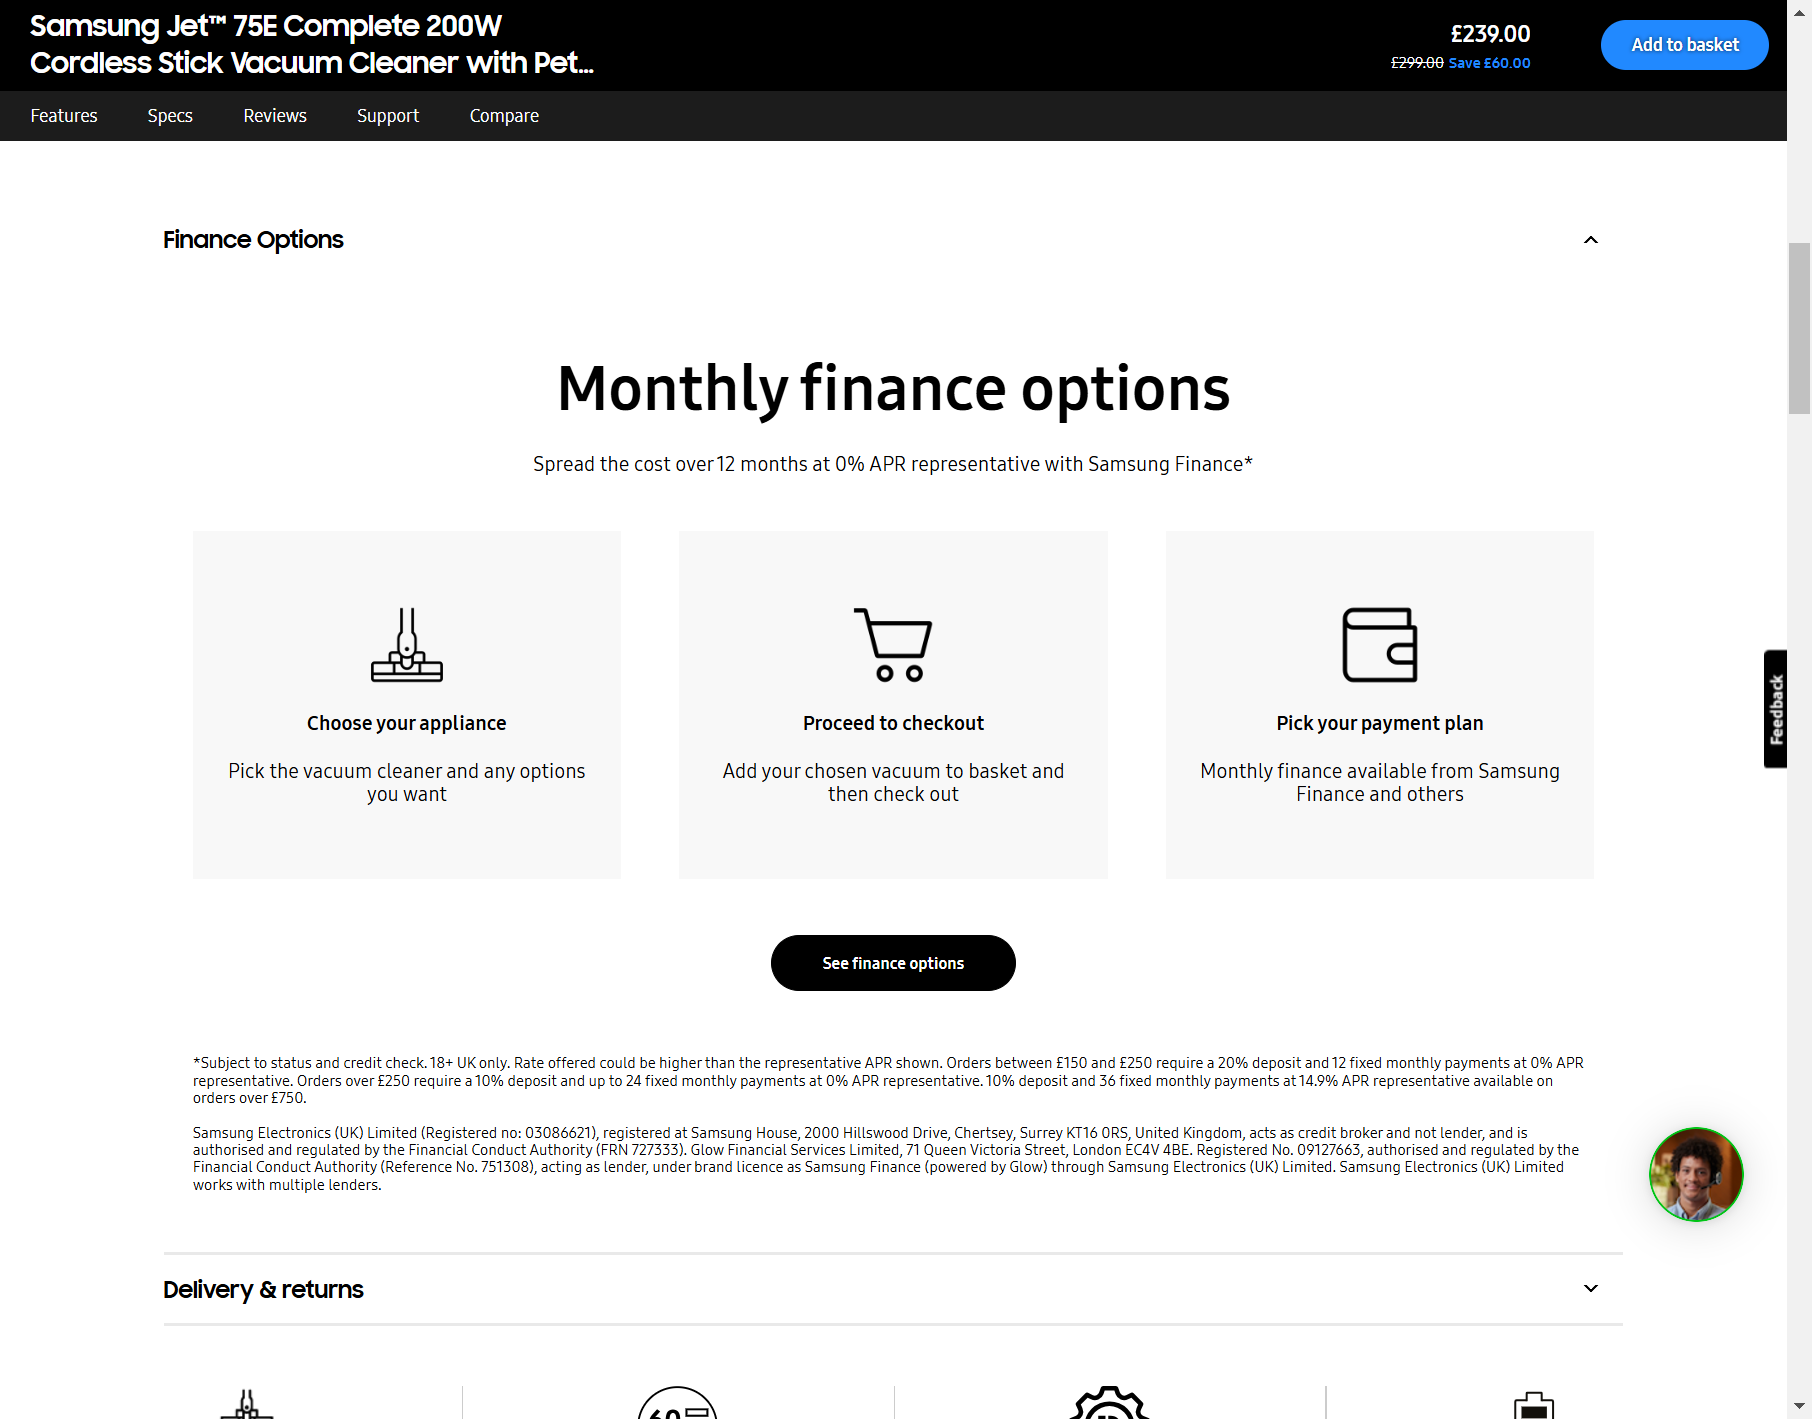 Samsung Jet™ 75E Complete 200W
Cordless Stick Vacuum Cleaner with Pet...
£239.00
£299.00 Save £60.00
Add to basket
Features
Specs
Reviews
Support
Compare
Finance Options
Monthly finance options
Spread the cost over 12 months at 0% APR representative with Samsung Finance*
Choose your appliance
Pick the vacuum cleaner and any options
you want
Proceed to checkout
Add your chosen vacuum to basket and
then check out
Pick your payment plan
Monthly finance available from Samsung
Finance and others
Feedback
See finance options
*Subject to status and credit check. 18+ UK only. Rate offered could be higher than the representative APR shown. Orders between £150 and £250 require a 20% deposit and 12 fixed monthly payments at 0% APR
representative. Orders over £250 require a 10% deposit and up to 24 fixed monthly payments at 0% APR representative. 10% deposit and 36 fixed monthly payments at 14.9% APR representative available on
orders over £750.
Samsung Electronics (UK) Limited (Registered no: 03086621), registered at Samsung House, 2000 Hillswood Drive, Chertsey, Surrey KT16 0RS, United Kingdom, acts as credit broker and not lender, and is
authorised and regulated by the Financial Conduct Authority (FRN 727333). Glow Financial Services Limited, 71 Queen Victoria Street, London EC4V 4BE. Registered No. 09127663, authorised and regulated by the
Financial Conduct Authority (Reference No. 751308), acting as lender, under brand licence as Samsung Finance (powered by Glow) through Samsung Electronics (UK) Limited. Samsung Electronics (UK) Limited
works with multiple lenders.
Delivery & returns